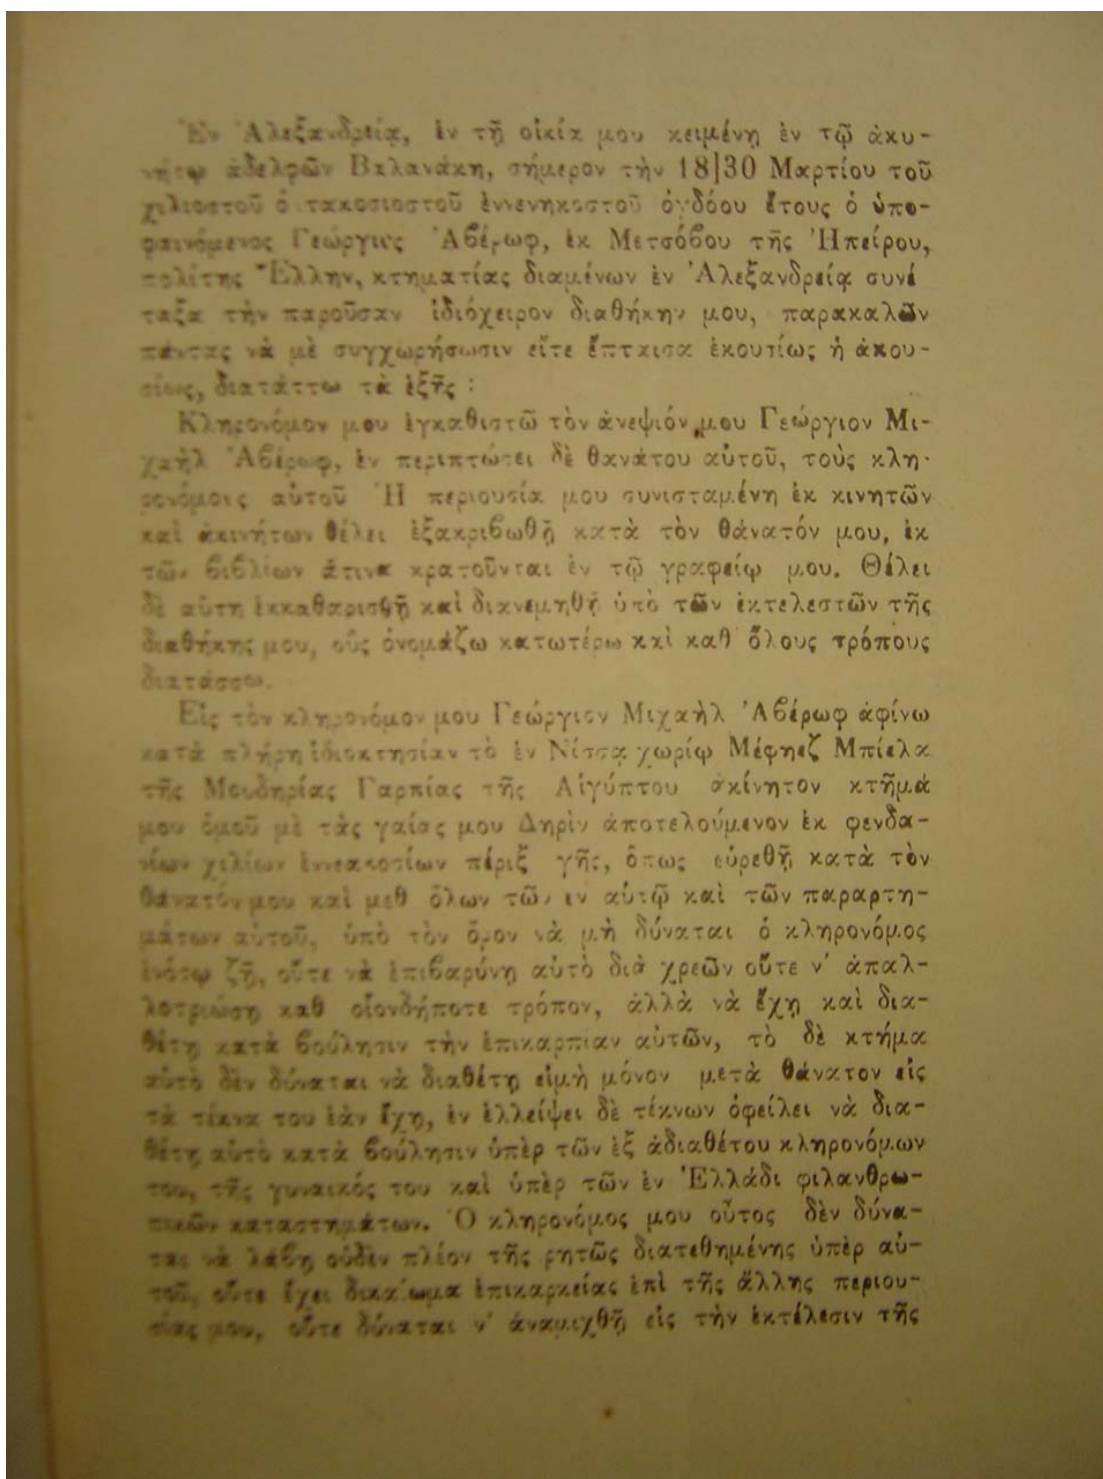 Ἐν Ἀλεξανδρείᾳ, ἐν τῇ οἰκίᾳ μου κειμένῃ ἐν τῷ ἀκυ-
νήτῳ ἀδελφῶν Βαλανάκη, σήμερον τὴν 18]30 Μαρτίου τοῦ
χιλιοστοῦ ὀ τακοσιοστοῦ ἐννενηκοστοῦ ὀγδόου ἔτους ὁ ὑπο-
φαινόμενος Γεώργιος Ἀβέρωφ, ἐκ Μετσόβου τῆς Ἠπείρου,
πολίτης Ἕλλην, κτηματίας διαμένων ἐν Ἀλεξανδρείᾳ συνέ
ταξα τὴν παροῦσαν ἰδιόχειρον διαθήκην μου, παρακαλῶν
πάντας νὰ μὲ συγχωρήσωσιν εἴτε ἔπταισα ἑκουσίως ἢ ἀκου-
σίως, διατάττω τὰ ἑξῆς :
Κληρονόμον μου ἐγκαθιστῶ τὸν ἀνεψιόν μου Γεώργιον Μι-
χαὴλ Ἀβέρωφ, ἐν περιπτώσει δὲ θανάτου αὐτοῦ, τοὺς κλη-
ρονόμοις αὐτοῦ Ἡ περιουσία μου συνισταμένη ἐκ κινητῶν
καὶ ἀκινήτων θέλει ἐξακριβωθῇ κατὰ τὸν θάνατόν μου, ἐκ
τῶν βιβλίων ἅτινα κρατοῦνται ἐν τῷ γραφείῳ μου. Θέλει
δὲ αὕτη ἐκκαθαρισθῇ καὶ διανεμηθῇ ὑπὸ τῶν ἐκτελεστῶν τῆς
διαθήκης μου, οὓς ὀνομάζω κατωτέρω καὶ καθ ὅλους τρόπους
διατάσσω.
Εἰς τὸν κληρονόμον μου Γεώργιον Μιχαὴλ Ἀβέρωφ ἀφίνω
κατὰ πλήρη ἰδιοκτησίαν τὸ ἐν Νίσσᾳ χωρίῳ Μέφηεζ Μπίελα
τῆς Μουδηρίας Γαρπίας τῆς Αἰγύπτου ἀκίνητον κτῆμά
μου ὁμοῦ μὲ τὰς γαίας μου Δηρὶν ἀποτελούμενον ἐκ φενδα-
νίων χιλίων ἐννεακοσίων πέριξ γῆς, ὅπως εὑρεθῇ κατὰ τὸν
θάνατόν μου καὶ μεθ ὅλων τῶν ἐν αὐτῷ καὶ τῶν παραρτη-
μάτων αὐτοῦ, ὑπὸ τὸν ὅρον νὰ μὴ δύναται ὁ κληρονόμος
ἐνόσῳ ζῇ, οὔτε νὰ ἐπιβαρύνῃ αὐτὸ διὰ χρεῶν οὔτε ν' ἀπαλ-
λοτριώσῃ καθ οἱονδήποτε τρόπον, ἀλλὰ νὰ ἔχῃ καὶ δια-
θέτῃ κατὰ βούλησιν τὴν ἐπικαρπίαν αὐτῶν, τὸ δὲ κτῆμα
αὐτὸ δὲν δύναται νὰ διαθέτῃ εἰμὴ μόνον μετὰ θάνατον εἰς
τὰ τέκνα του ἐὰν ἔχῃ, ἐν ἐλλείψει δὲ τέκνων ὀφείλει νὰ δια-
θέτῃ αὐτὸ κατὰ βούλησιν ὑπὲρ τῶν ἐξ ἀδιαθέτου κληρονόμων
του, τῆς γυναικός του καὶ ὑπὲρ τῶν ἐν Ἑλλάδι φιλανθρω-
πικῶν καταστημάτων. Ὁ κληρονόμος μου οὗτος δὲν δύνα-
ται νὰ λάβῃ οὐδὲν πλέον τῆς ρητῶς διατεθημένης ὑπὲρ αὐ-
τοῦ, οὔτε ἔχει δικαίωμα ἐπικαρκείας ἐπὶ τῆς ἄλλης περιου-
σίας μου, οὔτε δύναται ν' ἀναμιχθῇ εἰς τὴν ἐκτέλεσιν τῆς